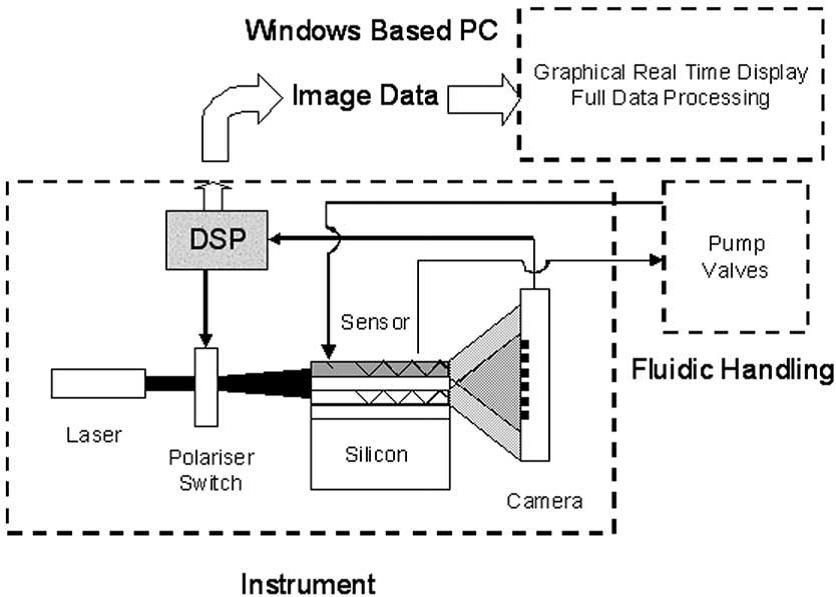 Windows Based PC
Graphical Real Time Display
Full Data Processing
Image Data
DSP
Pump
Valves
Sensor
Fluidic Handling
Laser
Polariser
Switch
Silicon
Camera
Instrument